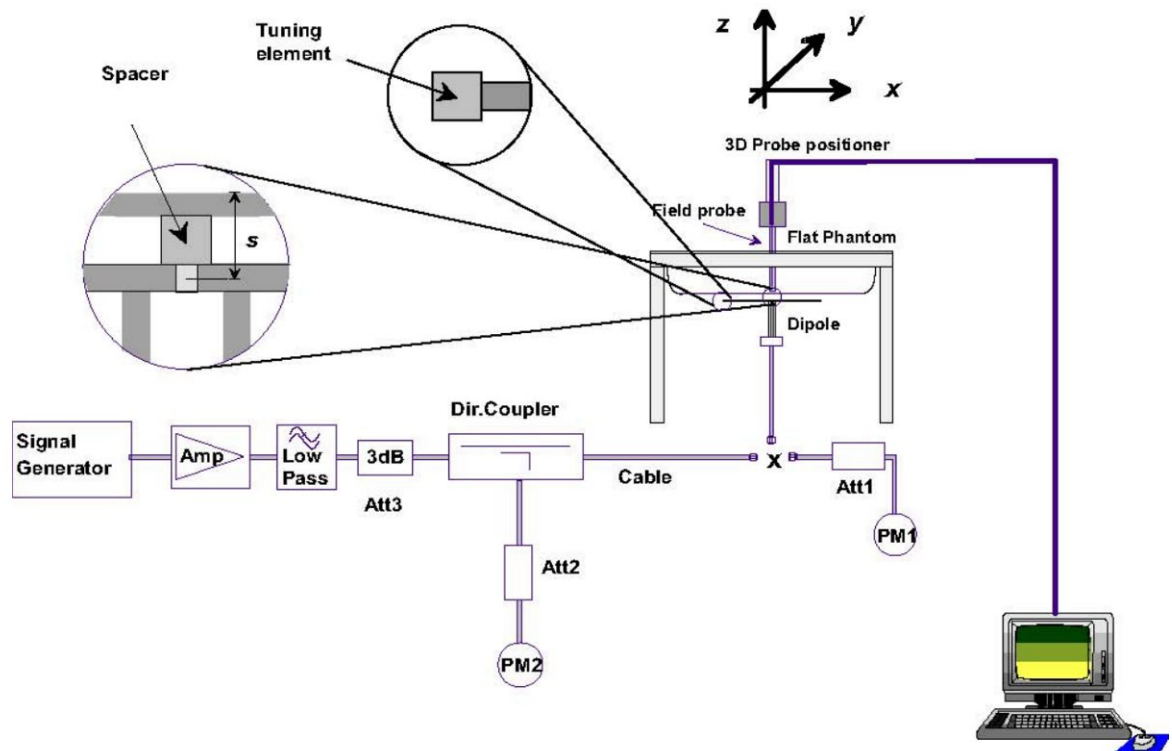 Tuning
element
Spacer
z
y
x
3D Probe positioner
Field probe
Flat Phantom
s
Dipole
Dir.Coupler
Signal
Generator
Amp
Low
Pass
3dB
Att3
Cable
x
Att1
PM1
Att2
PM2